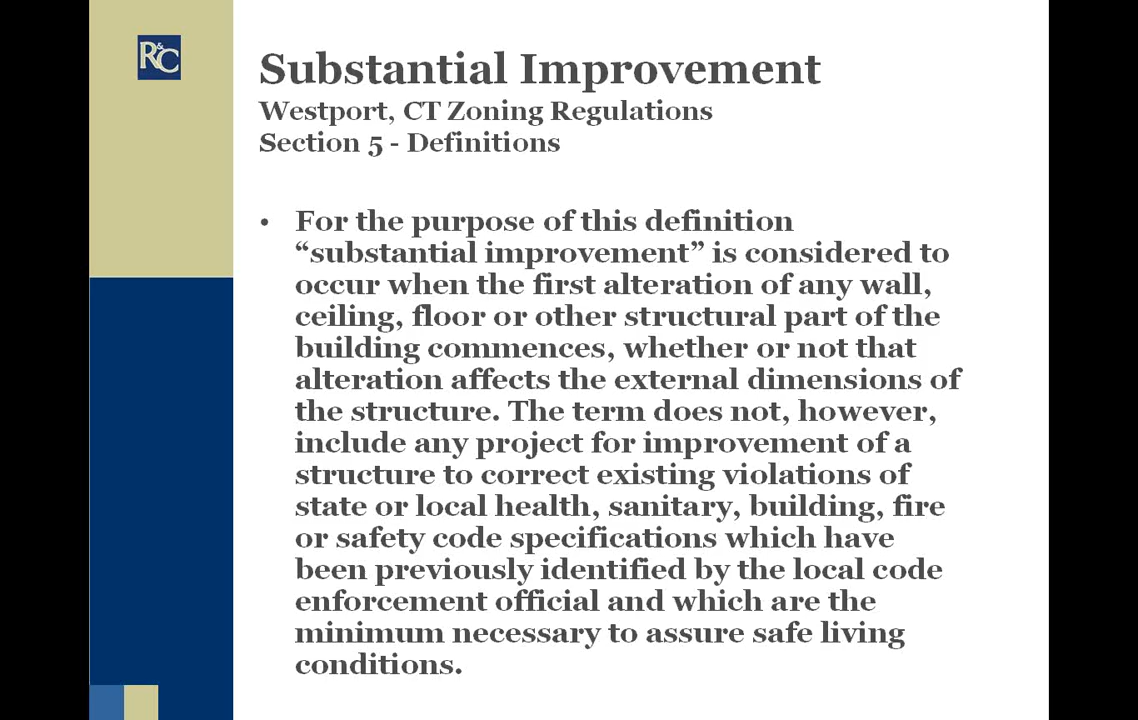 R&C
Substantial Improvement
Westport, CT Zoning Regulations
Section 5 - Definitions
• For the purpose of this definition
“substantial improvement” is considered to
occur when the first alteration of any wall,
ceiling, floor or other structural part of the
building commences, whether or not that
alteration affects the external dimensions of
the structure. The term does not, however,
include any project for improvement of a
structure to correct existing violations of
state or local health, sanitary, building, fire
or safety code specifications which have
been previously identified by the local code
enforcement official and which are the
minimum necessary to assure safe living
conditions.